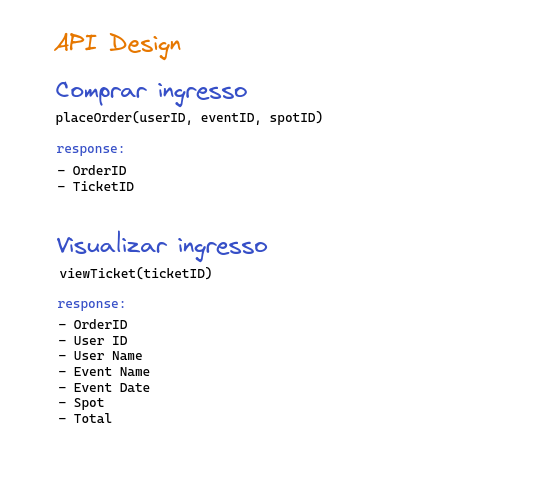 API Design
Comprar ingresso
placeOrder(userID, eventID, spotID)
response:
- OrderID
- TicketID
Visualizar ingresso
viewTicket(ticketID)
response:
- OrderID
- User ID
- User Name
- Event Name
- Event Date
- Spot
- Total